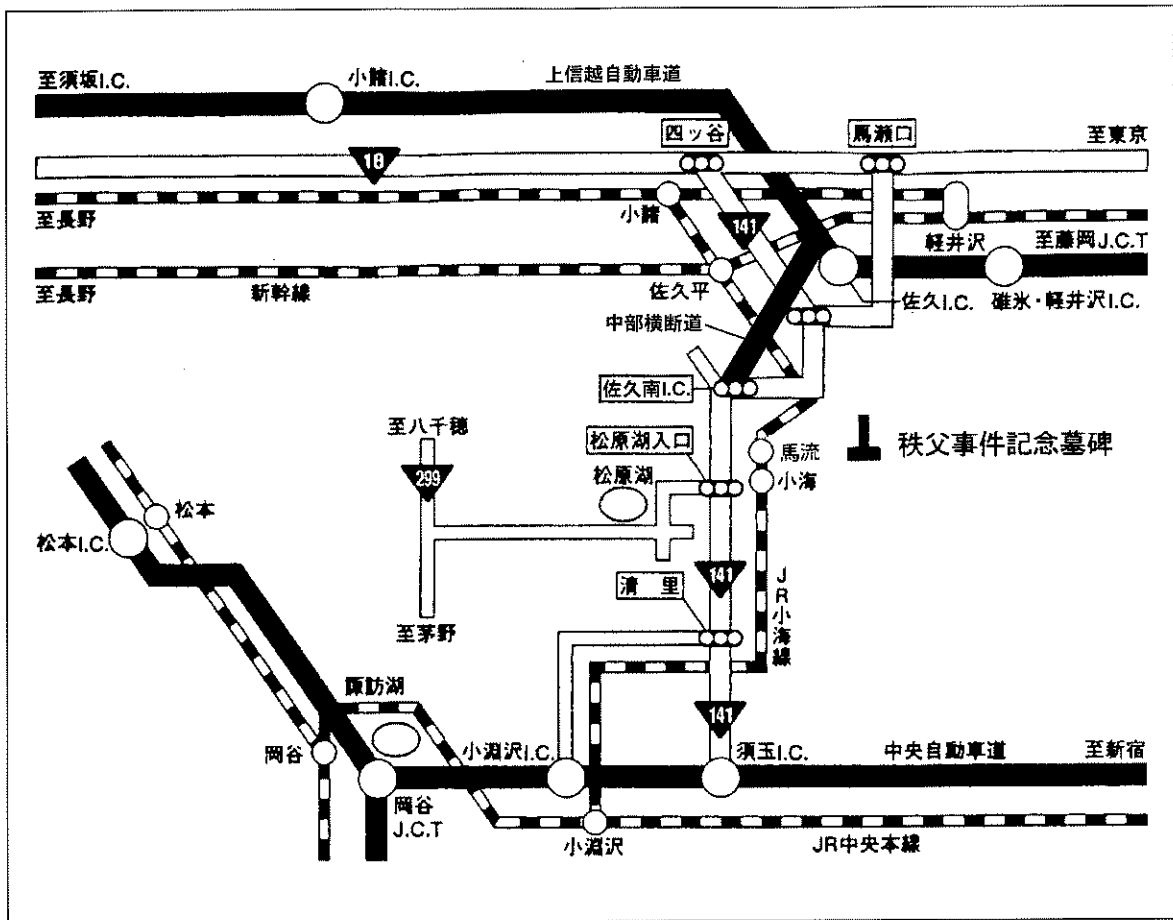 至須坂I.C.
小諸I.C.
上信越自動車道
四ッ谷
馬瀬口
至東京
18
至長野
小諸
141
軽井沢
至藤岡J.C.T
至長野
新幹線
佐久平
佐久I.C.
碓氷・軽井沢I.C.
中部横断道
佐久南I.C.
至八千穂
松原湖入口
馬流
秩父事件記念墓碑
299
松原湖
小海
松本
松本I.C.
141
JR小海線
清 里
至茅野
諏訪湖
141
岡谷
小淵沢I.C.
須玉I.C.
中央自動車道
至新宿
岡谷
J.C.T
小淵沢
JR中央本線